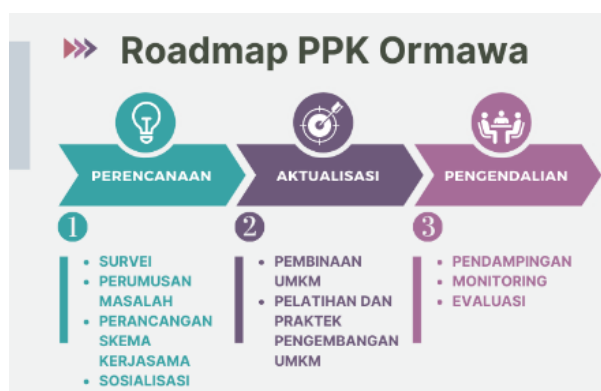 Roadmap PPK Ormawa
PERENCANAAN
AKTUALISASI
PENGENDALIAN
1
• SURVEI
• PERUMUSAN
MASALAH
• PERANCANGAN
SKEMA
KERJASAMA
• SOSIALISASI
2
• PEMBINAAN
UMKM
• PELATIHAN DAN
PRAKTEK
PENGEMBANGAN
UMKM
3
• PENDAMPINGAN
• MONITORING
• EVALUASI